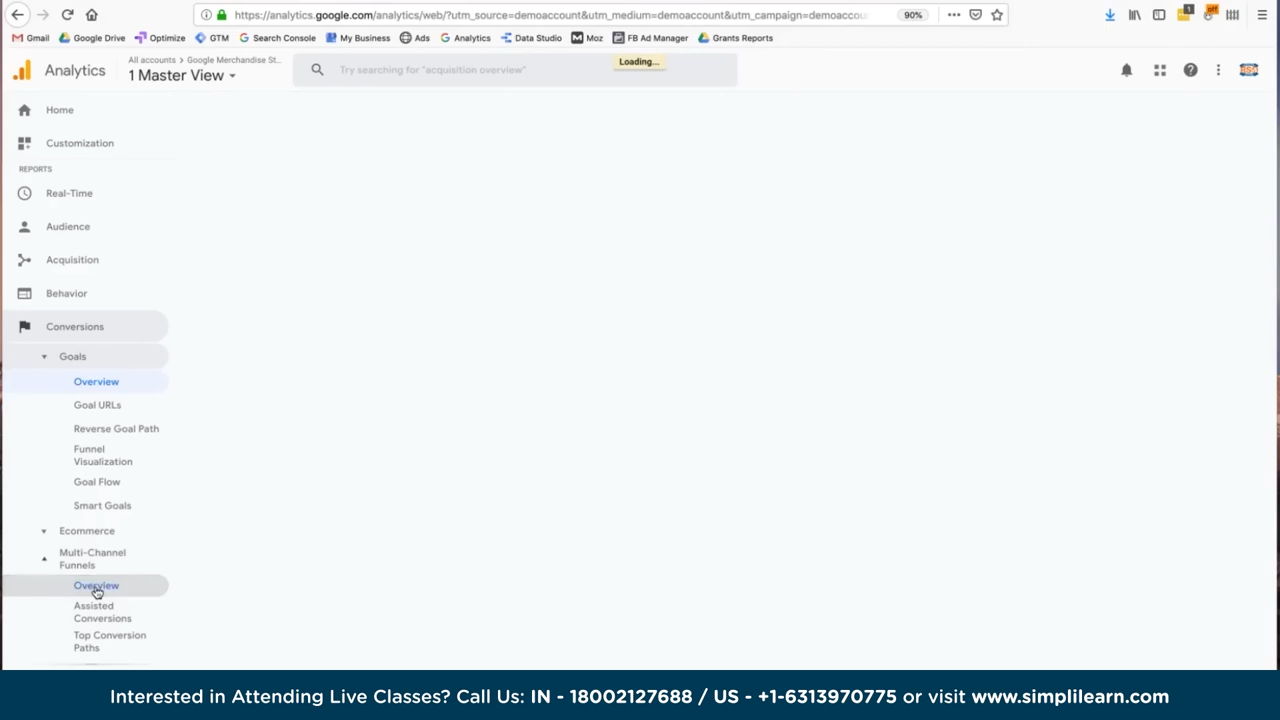 https://analytics.google.com/analytics/web/?utm_source=demoaccount&utm_medium=demoaccount&utm_campaign=demoaccou
90%
1
off
Gmail
Google Drive
Optimize
GTM
Search Console
My Business
Ads
Analytics
Data Studio
Moz
FB Ad Manager
Grants Reports
Analytics
All accounts > Google Merchandise St...
1 Master View
Try searching for "acquisition overview"
Loading...
Home
Customization
REPORTS
Real-Time
Audience
Acquisition
Behavior
Conversions
Goals
Overview
Goal URLs
Reverse Goal Path
Funnel
Visualization
Goal Flow
Smart Goals
Ecommerce
Multi-Channel
Funnels
Overview
Assisted
Conversions
Top Conversion
Paths
Interested in Attending Live Classes? Call Us: IN - 18002127688 / US - +1-6313970775 or visit www.simplilearn.com